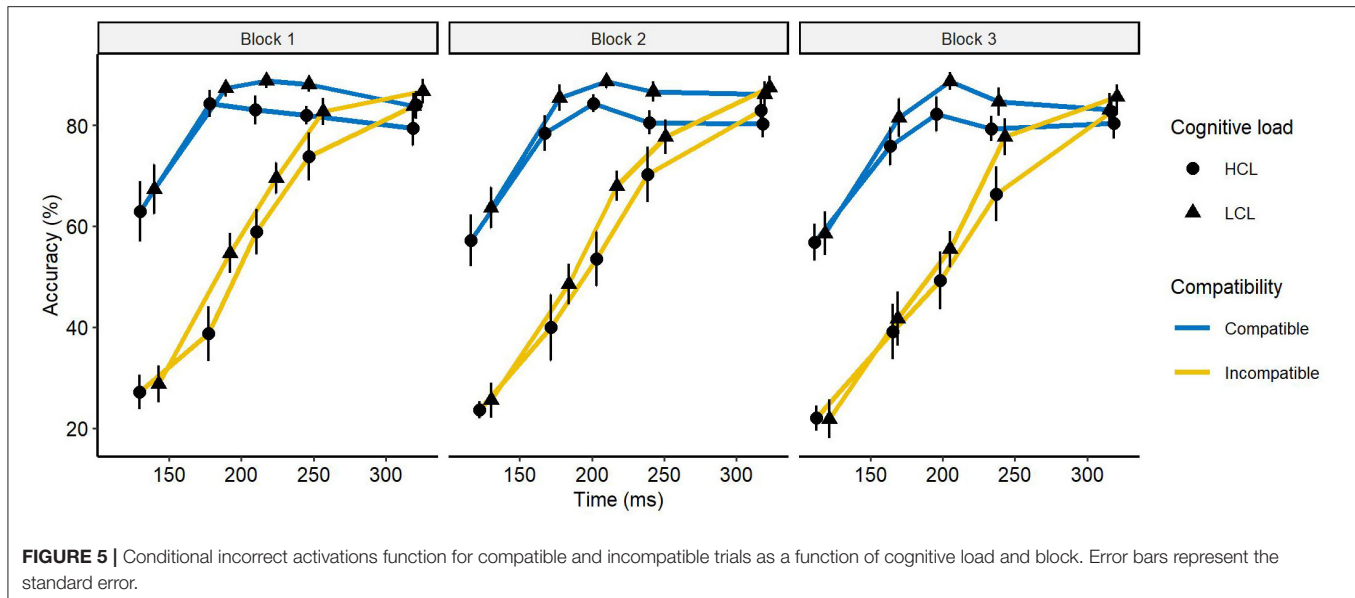 Block 1
Block 2
Block 3
Accuracy (%)
80
60
40
20
150 200 250 300
150 200 250 300
150 200 250 300
Time (ms)
Cognitive load
HCL
LCL
Compatibility
Compatible
Incompatible
FIGURE 5 | Conditional incorrect activations function for compatible and incompatible trials as a function of cognitive load and block. Error bars represent the
standard error.